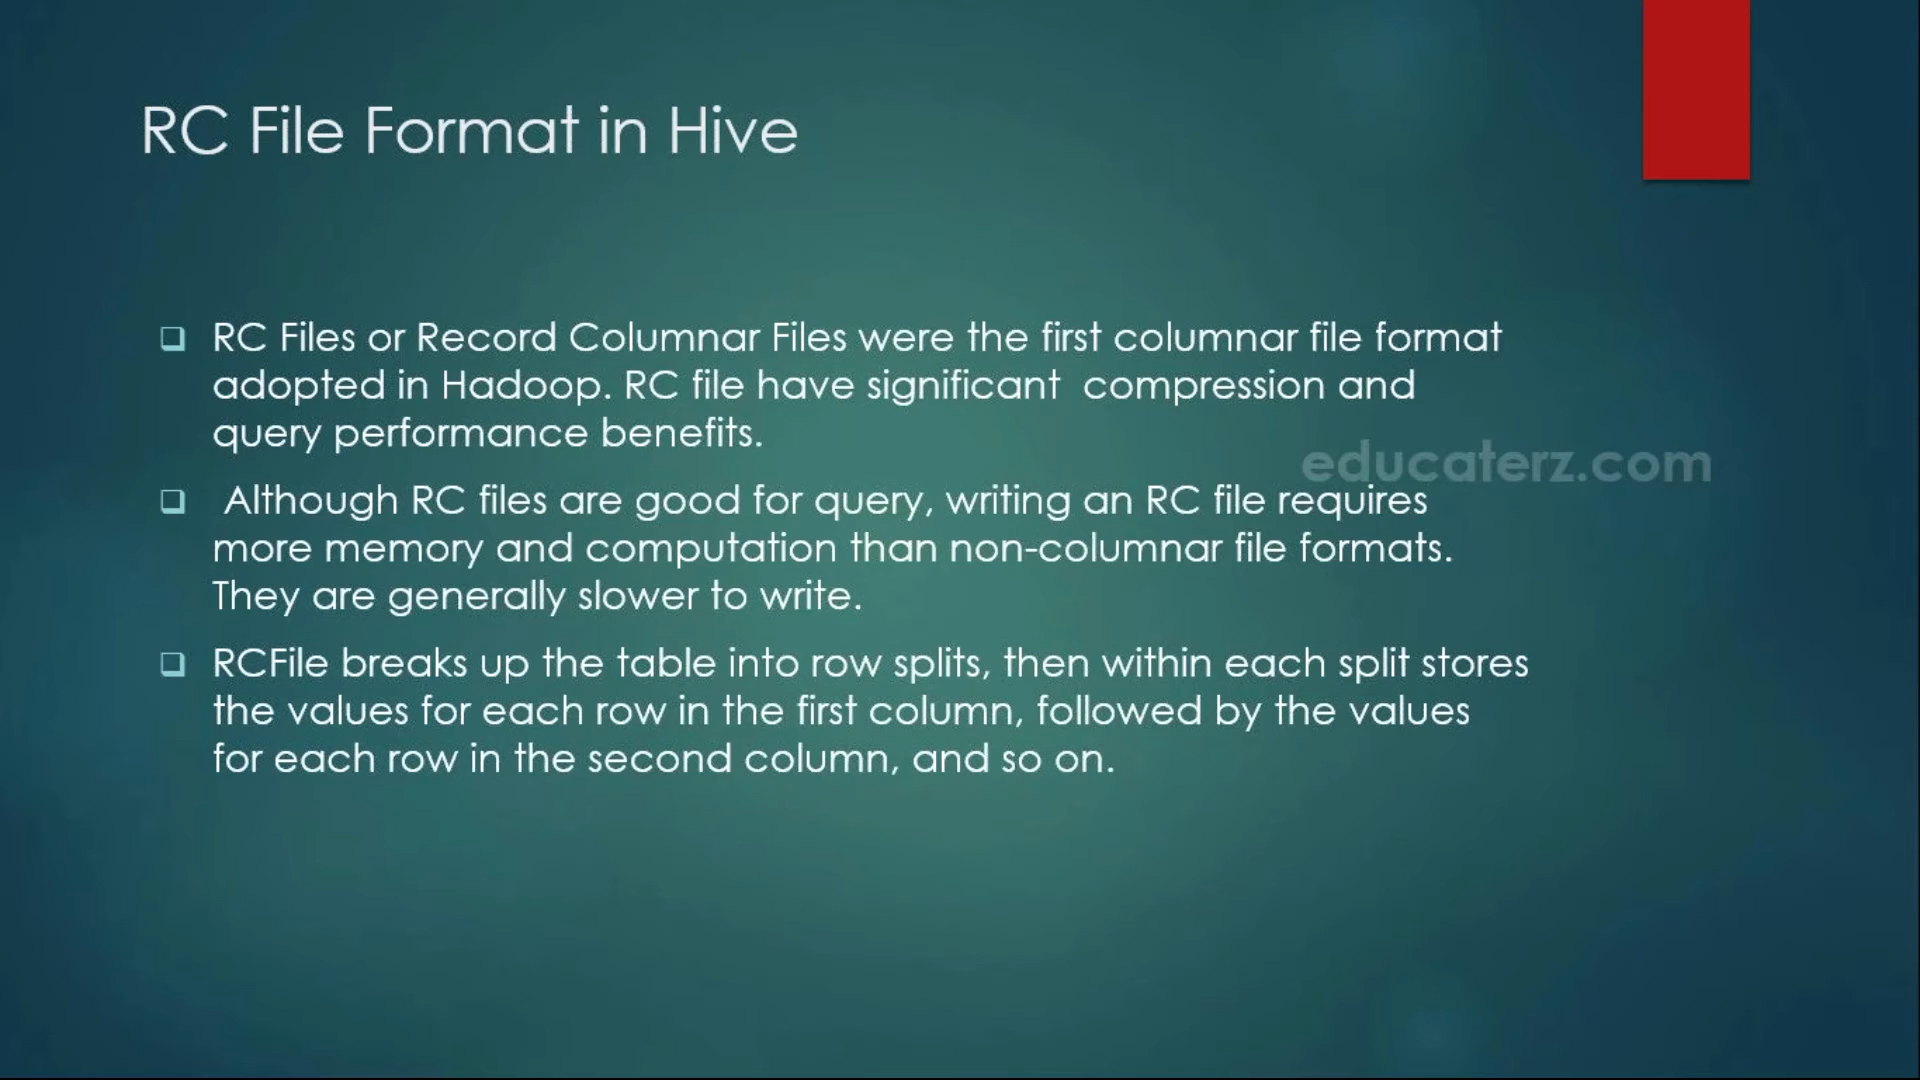 RC File Format in Hive
RC Files or Record Columnar Files were the first columnar file format
adopted in Hadoop. RC file have significant  compression and
query performance benefits.
educaterz.com
Although RC files are good for query, writing an RC file requires
more memory and computation than non-columnar file formats.
They are generally slower to write.
RCFile breaks up the table into row splits, then within each split stores
the values for each row in the first column, followed by the values
for each row in the second column, and so on.